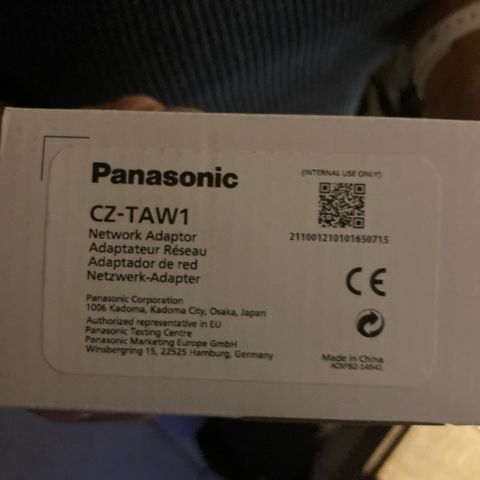 Panasonic
CZ-TAW1
Network Adaptor
Adaptateur Réseau
Adaptador de red
Netzwerk-Adapter
Panasonic Corporation
1006 Kadoma, Kadoma City, Osaka, Japan
Authorized representative in EU
Panasonic Testing Centre
Panasonic Marketing Europe GmbH
Winsbergring 15, 22525 Hamburg, Germany
(INTERNAL USE ONLY)
211001210101650715
CE
Made in China